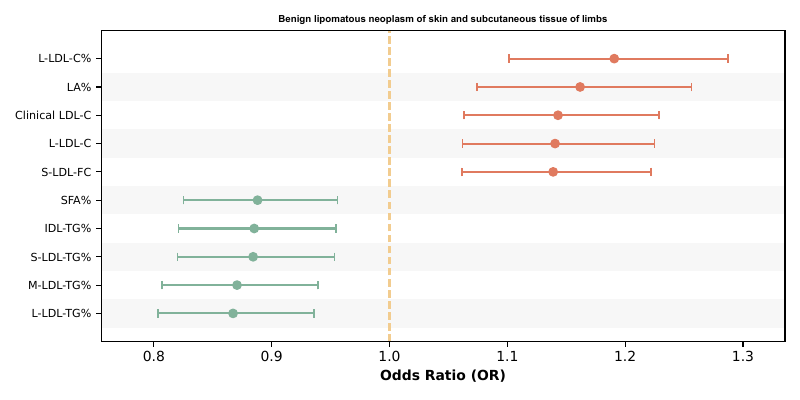 Benign lipomatous neoplasm of skin and subcutaneous tissue of limbs
L-LDL-C%
LA%
Clinical LDL-C
L-LDL-C
S-LDL-FC
SFA%
IDL-TG%
S-LDL-TG%
M-LDL-TG%
L-LDL-TG%
0.8 0.9 1.0 1.1 1.2 1.3
Odds Ratio (OR)